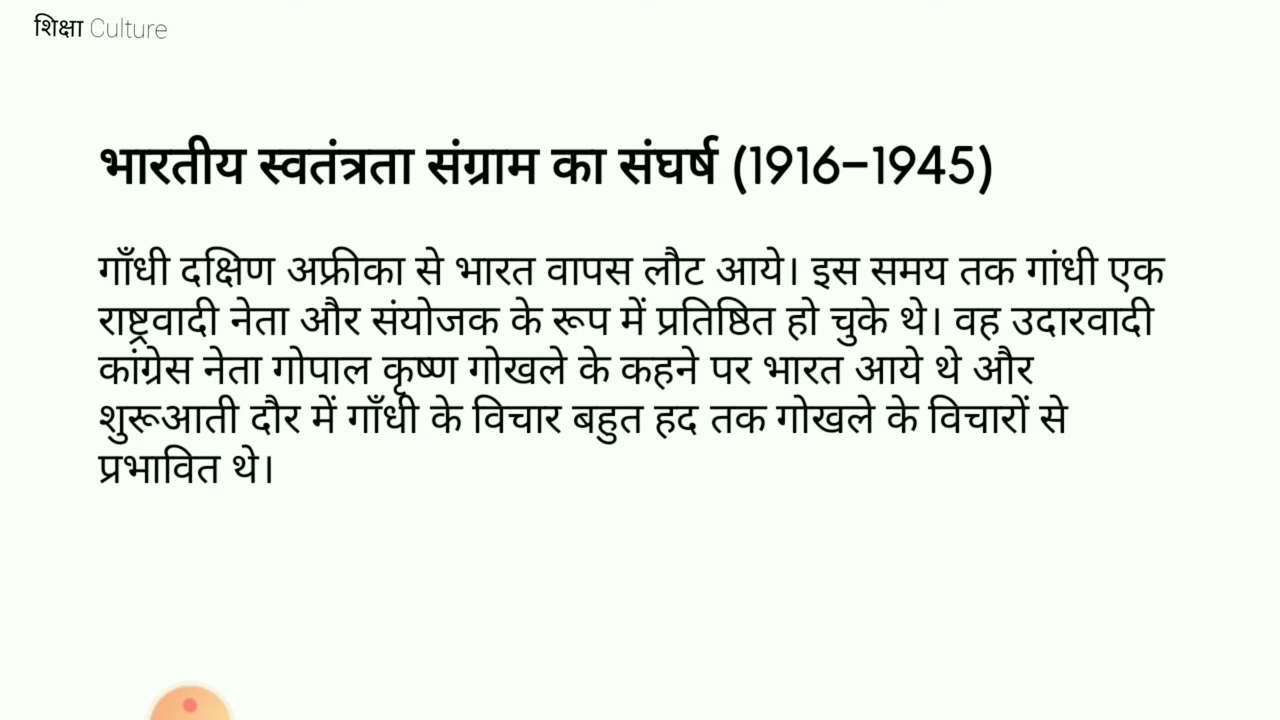 शिक्षा Culture
भारतीय स्वतंत्रता संग्राम का संघर्ष (1916–1945)
गाँधी दक्षिण अफ्रीका से भारत वापस लौट आये। इस समय तक गांधी एक
राष्ट्रवादी नेता और संयोजक के रूप में प्रतिष्ठित हो चुके थे। वह उदारवादी
कांग्रेस नेता गोपाल कृष्ण गोखले के कहने पर भारत आये थे और
शुरूआती दौर में गाँधी के विचार बहुत हद तक गोखले के विचारों से
प्रभावित थे।